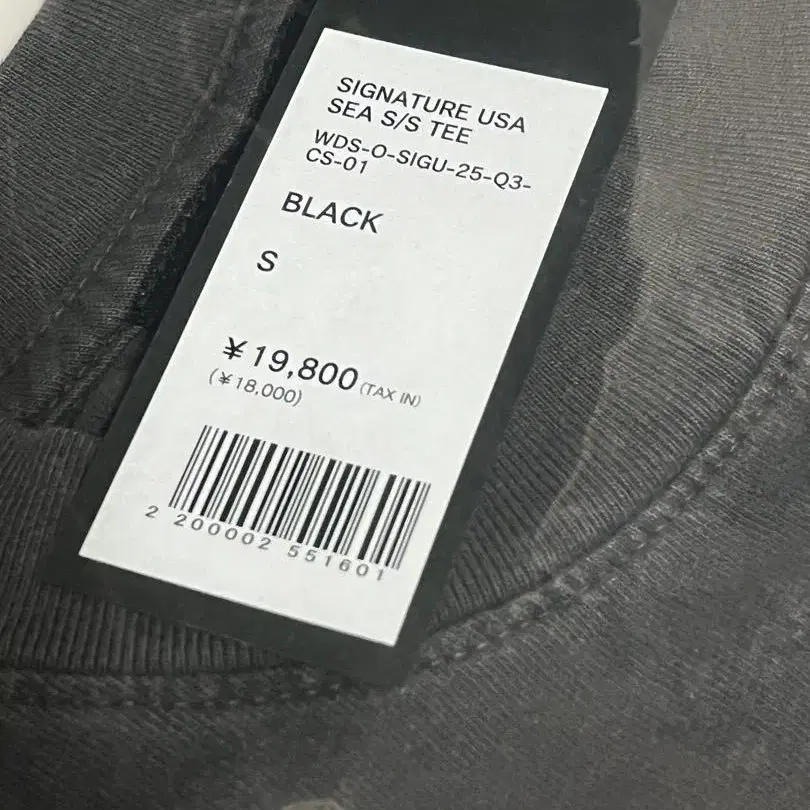 SIGNATURE USA
SEA S/S TEE
WDS-O-SIGU-25-Q3-
CS-01
BLACK
S
¥19,800 (TAX IN)
(¥18,000)
2 200002 551601